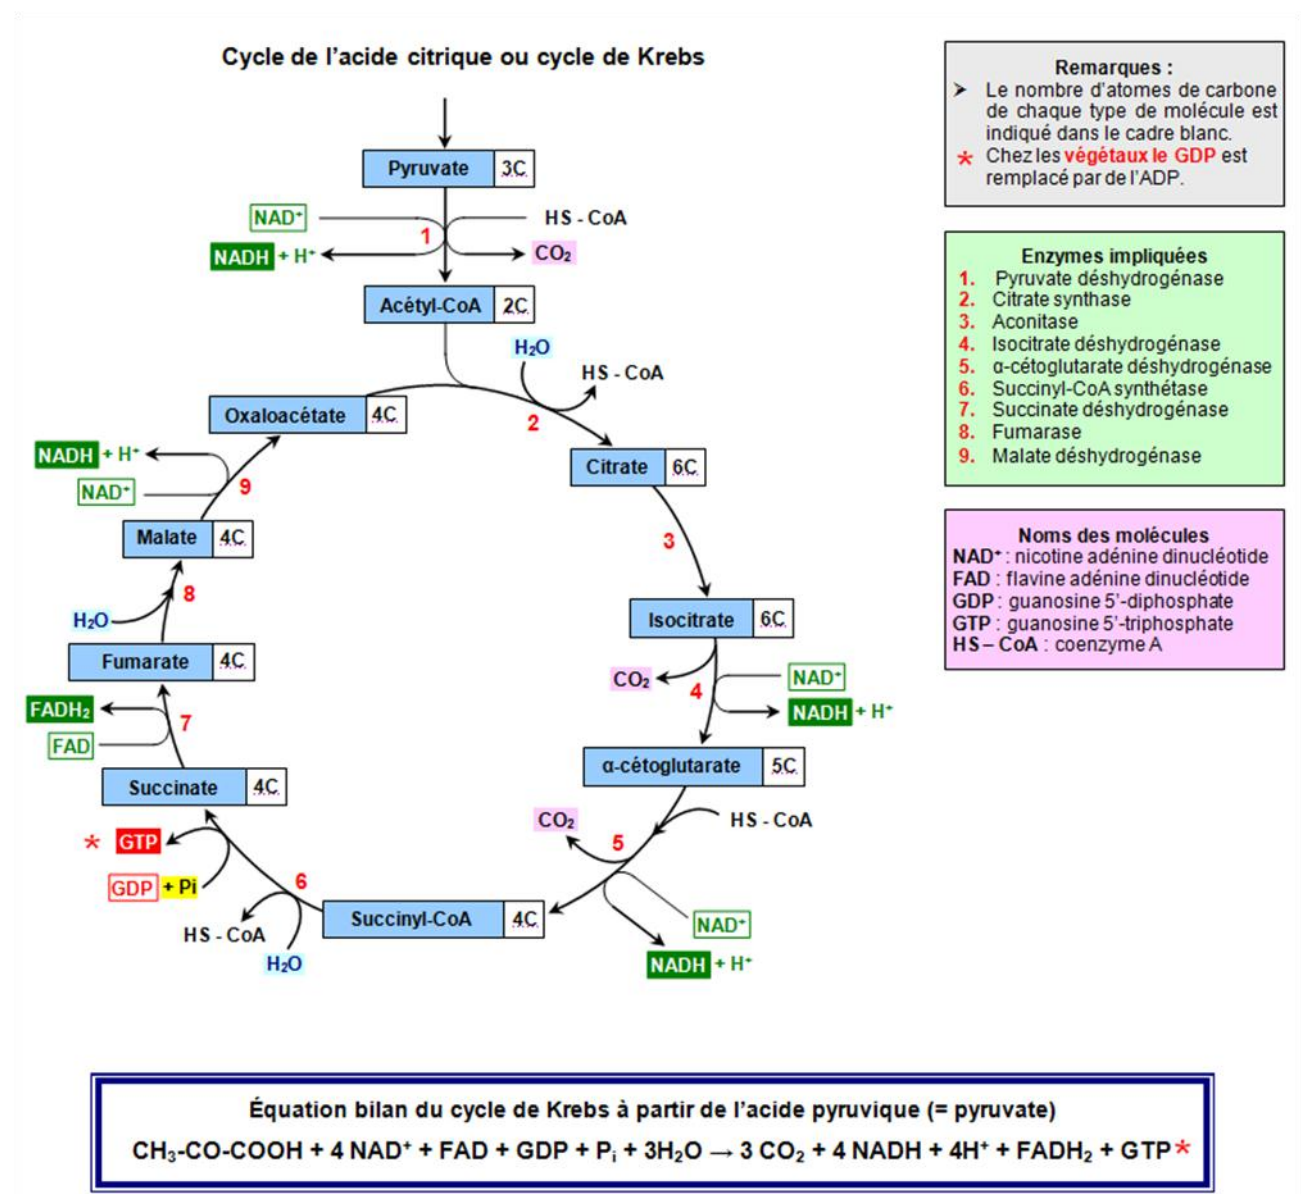 Cycle de l'acide citrique ou cycle de Krebs
Pyruvate 3C
NAD⁺
HS - CoA
1
NADH + H⁺
CO₂
Acétyl-CoA 2C
H₂O
HS - CoA
2
Oxaloacétate 4C
Citrate 6C
NADH + H⁺
NAD⁺
9
3
Malate 4C
8
H₂O
Isocitrate 6C
Fumarate 4C
CO₂
4
NAD⁺
NADH + H⁺
FADH₂
7
FAD
α-cétoglutarate 5C
Succinate 4C
CO₂
HS - CoA
5
* GTP
GDP + Pi
6
Succinyl-CoA 4C
HS - CoA
H₂O
NAD⁺
NADH + H⁺
Remarques :
➤ Le nombre d'atomes de carbone
de chaque type de molécule est
indiqué dans le cadre blanc.
* Chez les végétaux le GDP est
remplacé par de l'ADP.
Enzymes impliquées
1. Pyruvate déshydrogénase
2. Citrate synthase
3. Aconitase
4. Isocitrate déshydrogénase
5. α-cétoglutarate déshydrogénase
6. Succinyl-CoA synthétase
7. Succinate déshydrogénase
8. Fumarase
9. Malate déshydrogénase
Noms des molécules
NAD⁺ : nicotine adénine dinucléotide
FAD : flavine adénine dinucléotide
GDP : guanosine 5'-diphosphate
GTP : guanosine 5'-triphosphate
HS – CoA : coenzyme A
Équation bilan du cycle de Krebs à partir de l'acide pyruvique (= pyruvate)
CH₃-CO-COOH + 4 NAD⁺ + FAD + GDP + Pᵢ + 3H₂O → 3 CO₂ + 4 NADH + 4H⁺ + FADH₂ + GTP *